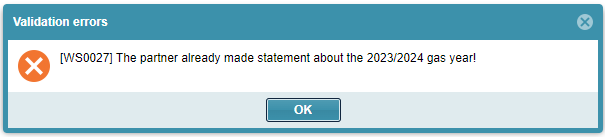 Validation errors
[WS0027] The partner already made statement about the 2023/2024 gas year!
OK